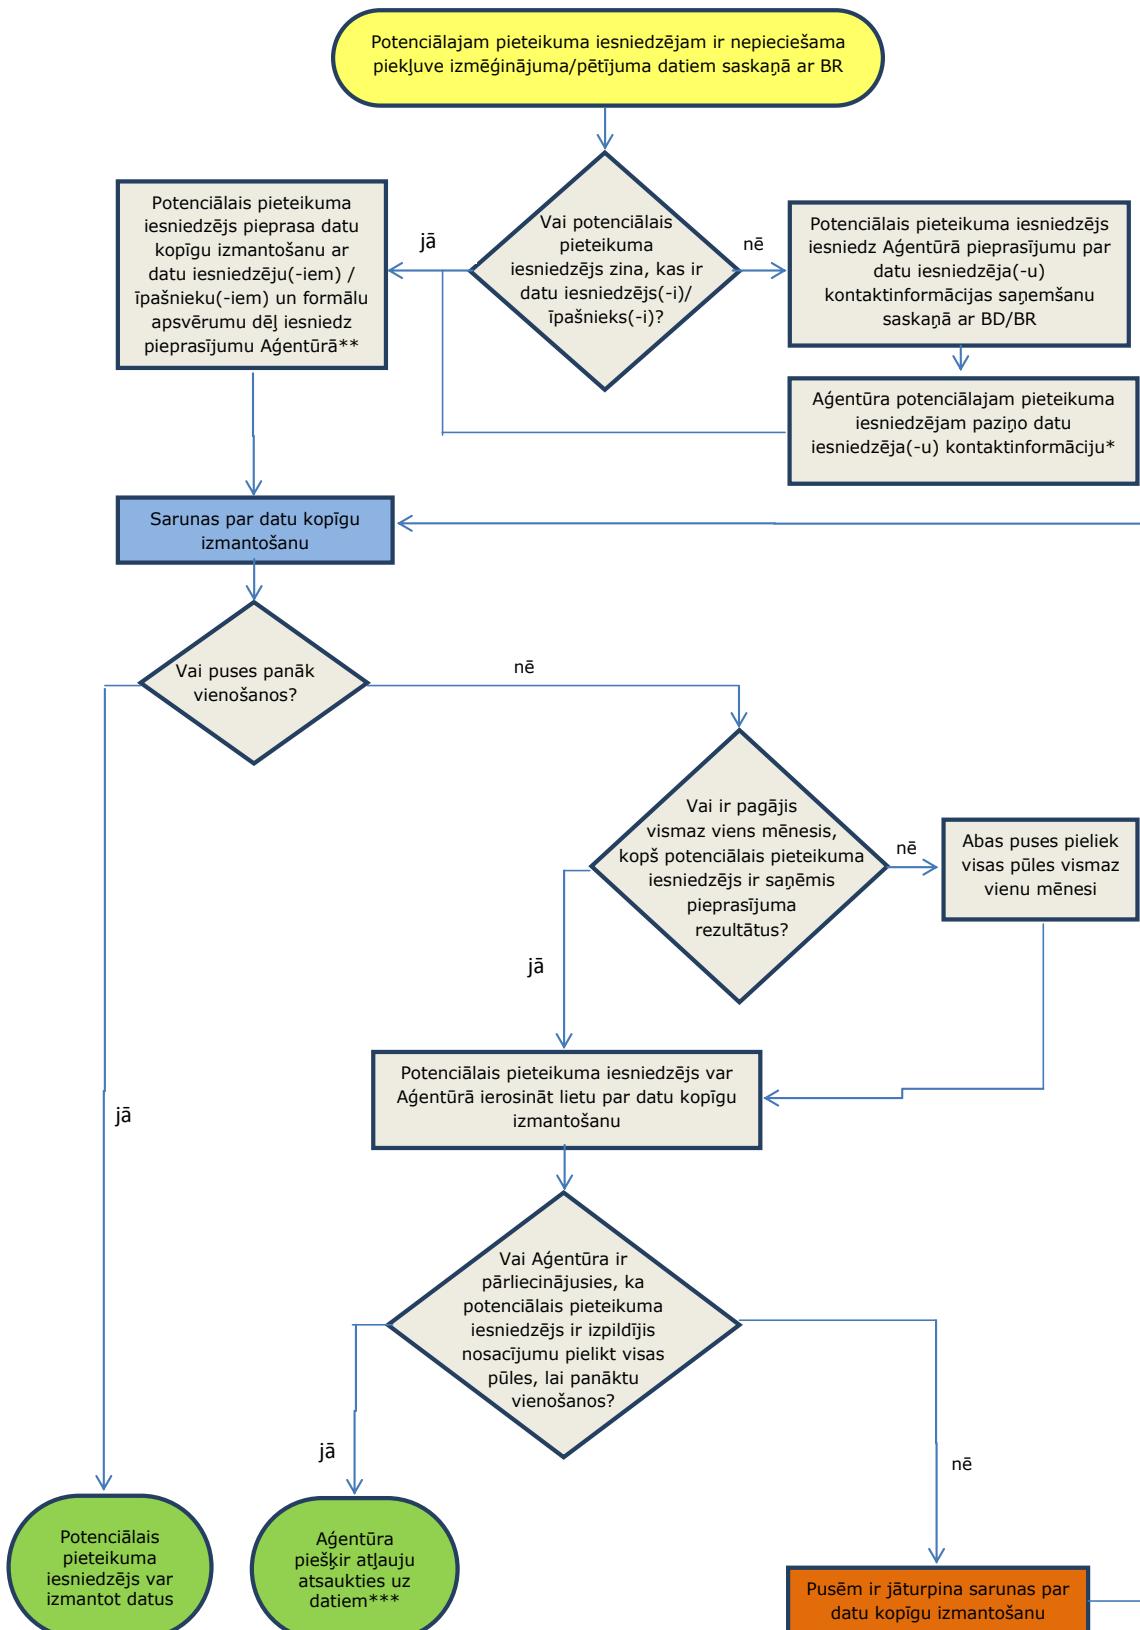 Potenciālajam pieteikuma iesniedzējam ir nepieciešama
piekļuve izmēģinājuma/pētījuma datiem saskaņā ar BR
Potenciālais pieteikuma
iesniedzējs pieprasa datu
kopīgu izmantošanu ar
datu iesniedzēju(-iem) /
īpašnieku(-iem) un formālu
apsvērumu dēļ iesniedz
pieprasījumu Aģentūrā**
jā
Vai potenciālais
pieteikuma
iesniedzējs zina, kas ir
datu iesniedzējs(-i)/
īpašnieks(-i)?
nē
Potenciālais pieteikuma iesniedzējs
iesniedz Aģentūrā pieprasījumu par
datu iesniedzēja(-u)
kontaktinformācijas saņemšanu
saskaņā ar BD/BR
Aģentūra potenciālajam pieteikuma
iesniedzējam paziņo datu
iesniedzēja(-u) kontaktinformāciju*
Sarunas par datu kopīgu
izmantošanu
Vai puses panāk
vienošanos?
nē
Vai ir pagājis
vismaz viens mēnesis,
kopš potenciālais pieteikuma
iesniedzējs ir saņēmis
pieprasījuma
rezultātus?
nē
Abas puses pieliek
visas pūles vismaz
vienu mēnesi
jā
Potenciālais pieteikuma iesniedzējs var
Aģentūrā ierosināt lietu par datu kopīgu
izmantošanu
jā
Vai Aģentūra ir
pārliecinājusies, ka
potenciālais pieteikuma
iesniedzējs ir izpildījis
nosacījumu pielikt visas
pūles, lai panāktu
vienošanos?
jā
nē
Potenciālais
pieteikuma
iesniedzējs var
izmantot datus
Aģentūra
piešķir atļauju
atsaukties uz
datiem***
Pusēm ir jāturpina sarunas par
datu kopīgu izmantošanu